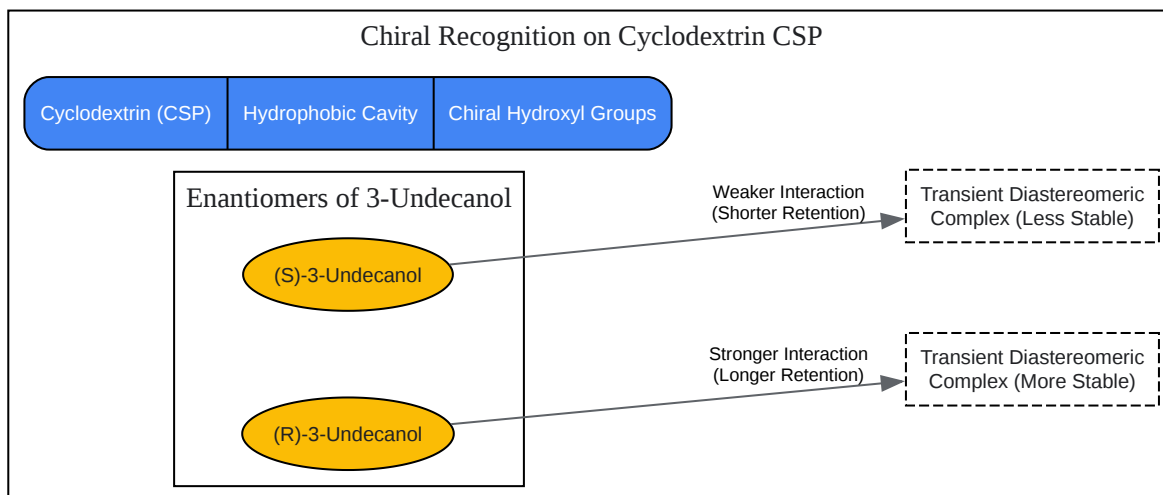 Chiral Recognition on Cyclodextrin CSP
Cyclodextrin (CSP)
Hydrophobic Cavity
Chiral Hydroxyl Groups
Enantiomers of 3-Undecanol
(S)-3-Undecanol
Weaker Interaction
(Shorter Retention)
Transient Diastereomeric
Complex (Less Stable)
(R)-3-Undecanol
Stronger Interaction
(Longer Retention)
Transient Diastereomeric
Complex (More Stable)